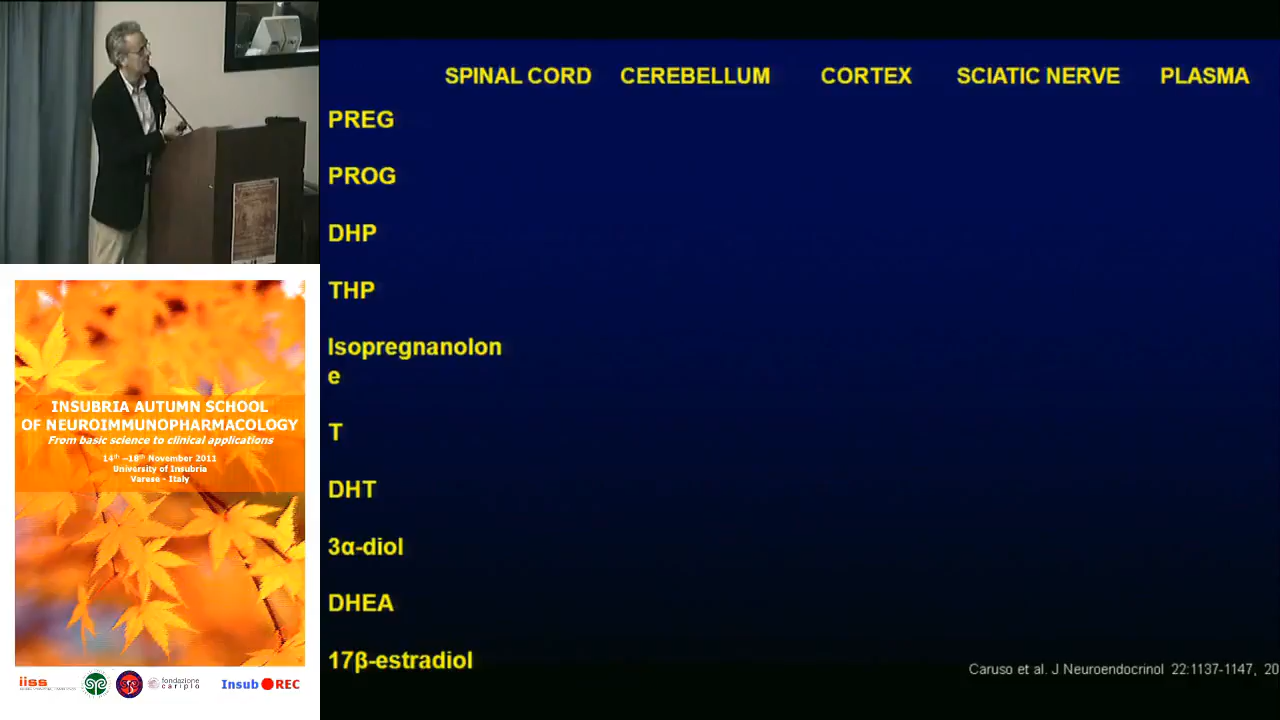 SPINAL CORD CEREBELLUM CORTEX SCIATIC NERVE PLASMA
PREG
PROG
DHP
THP
Isopregnanolon
e
T
DHT
3α-diol
DHEA
17β-estradiol
Caruso et al. J Neuroendocrinol 22:1137-1147, 20
INSUBRIA AUTUMN SCHOOL
OF NEUROIMMUNOPHARMACOLOGY
From basic science to clinical applications
14th -18th November 2011
University of Insubria
Varese - Italy
iiss
fondazione
cariplo
Insub REC